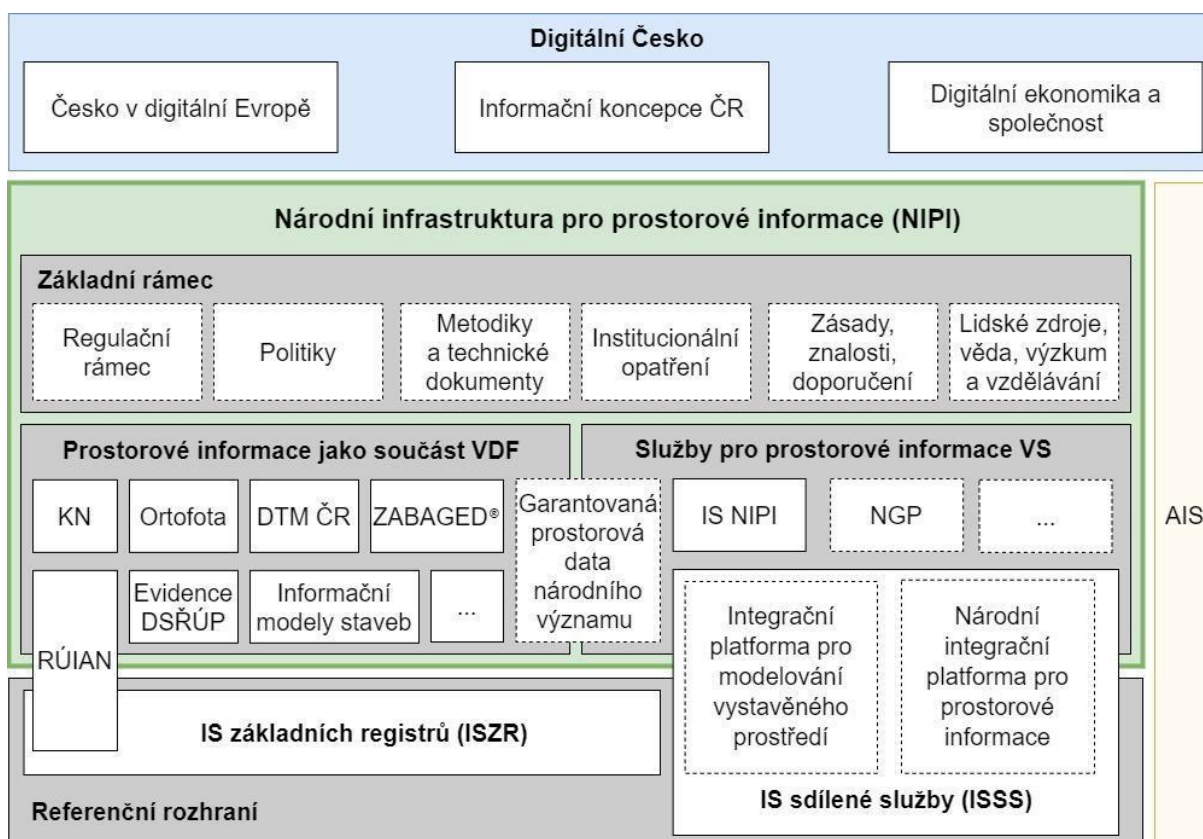 Digitální Česko
Česko v digitální Evropě
Informační koncepce ČR
Digitální ekonomika a
společnost
Národní infrastruktura pro prostorové informace (NIPI)
Základní rámec
Regulační
rámec
Politiky
Metodiky
a technické
dokumenty
Institucionální
opatření
Zásady,
znalosti,
doporučení
Lidské zdroje,
věda, výzkum
a vzdělávání
Prostorové informace jako součást VDF
KN
Ortofota
DTM ČR
ZABAGED®
Garantovaná
prostorová
data
národního
významu
RÚIAN
Evidence
DSŘÚP
Informační
modely staveb
...
Služby pro prostorové informace VS
IS NIPI
NGP
...
Integrační
platforma pro
modelování
vystavěného
prostředí
Národní
integrační
platforma pro
prostorové
informace
IS sdílené služby (ISSS)
IS základních registrů (ISZR)
Referenční rozhraní
AIS